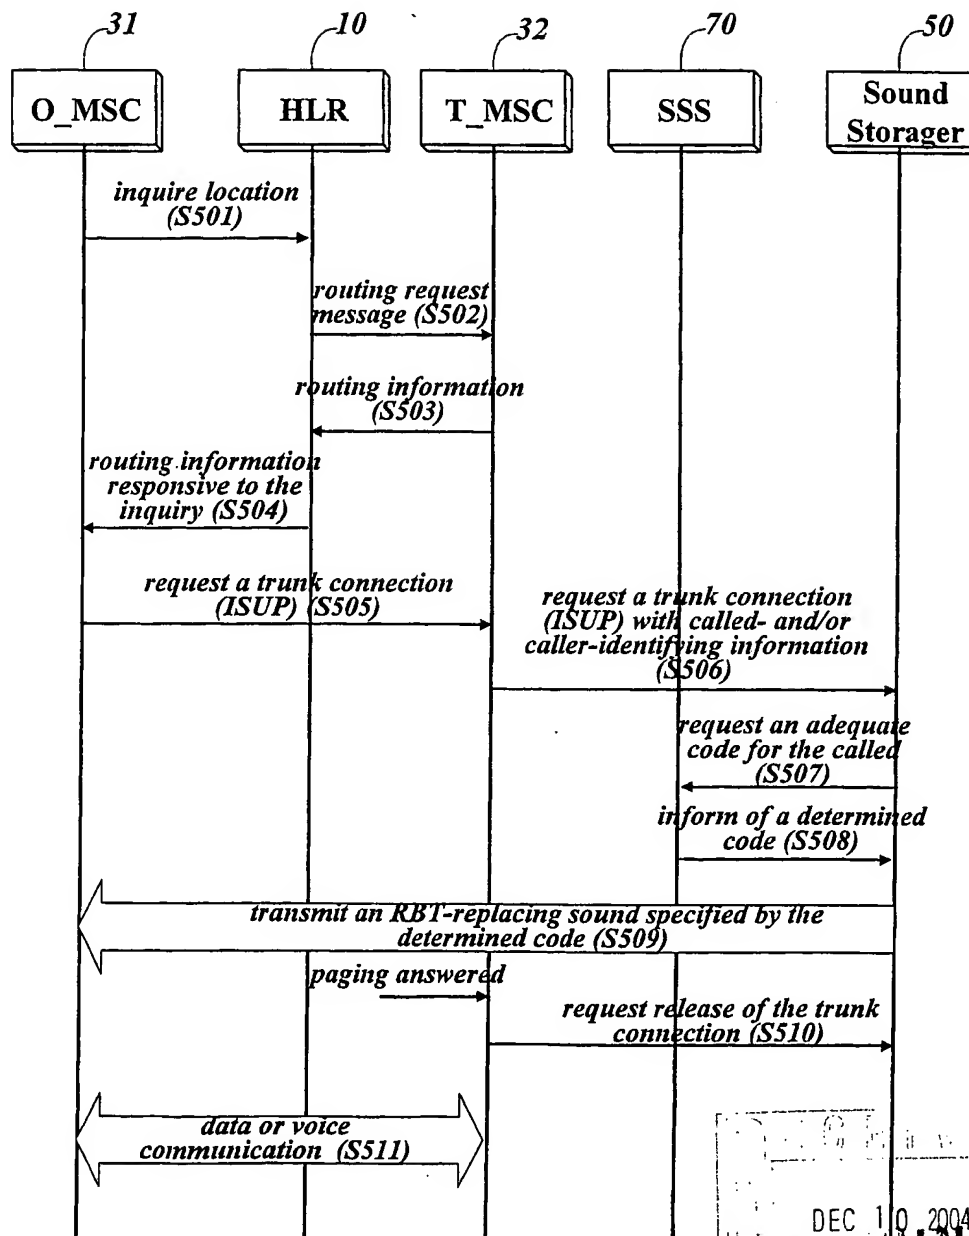 31
10
32
70
50
O_MSC
HLR
T_MSC
SSS
Sound
Storager
inquire location
(S501)
routing request
message (S502)
routing information
(S503)
routing information
responsive to the
inquiry (S504)
request a trunk connection
(ISUP) (S505)
request a trunk connection
(ISUP) with called- and/or
caller-identifying information
(S506)
request an adequate
code for the called
(S507)
inform of a determined
code (S508)
transmit an RBT-replacing sound specified by the
determined code (S509)
paging answered
request release of the trunk
connection (S510)
data or voice
communication (S511)
DEC 10 2004